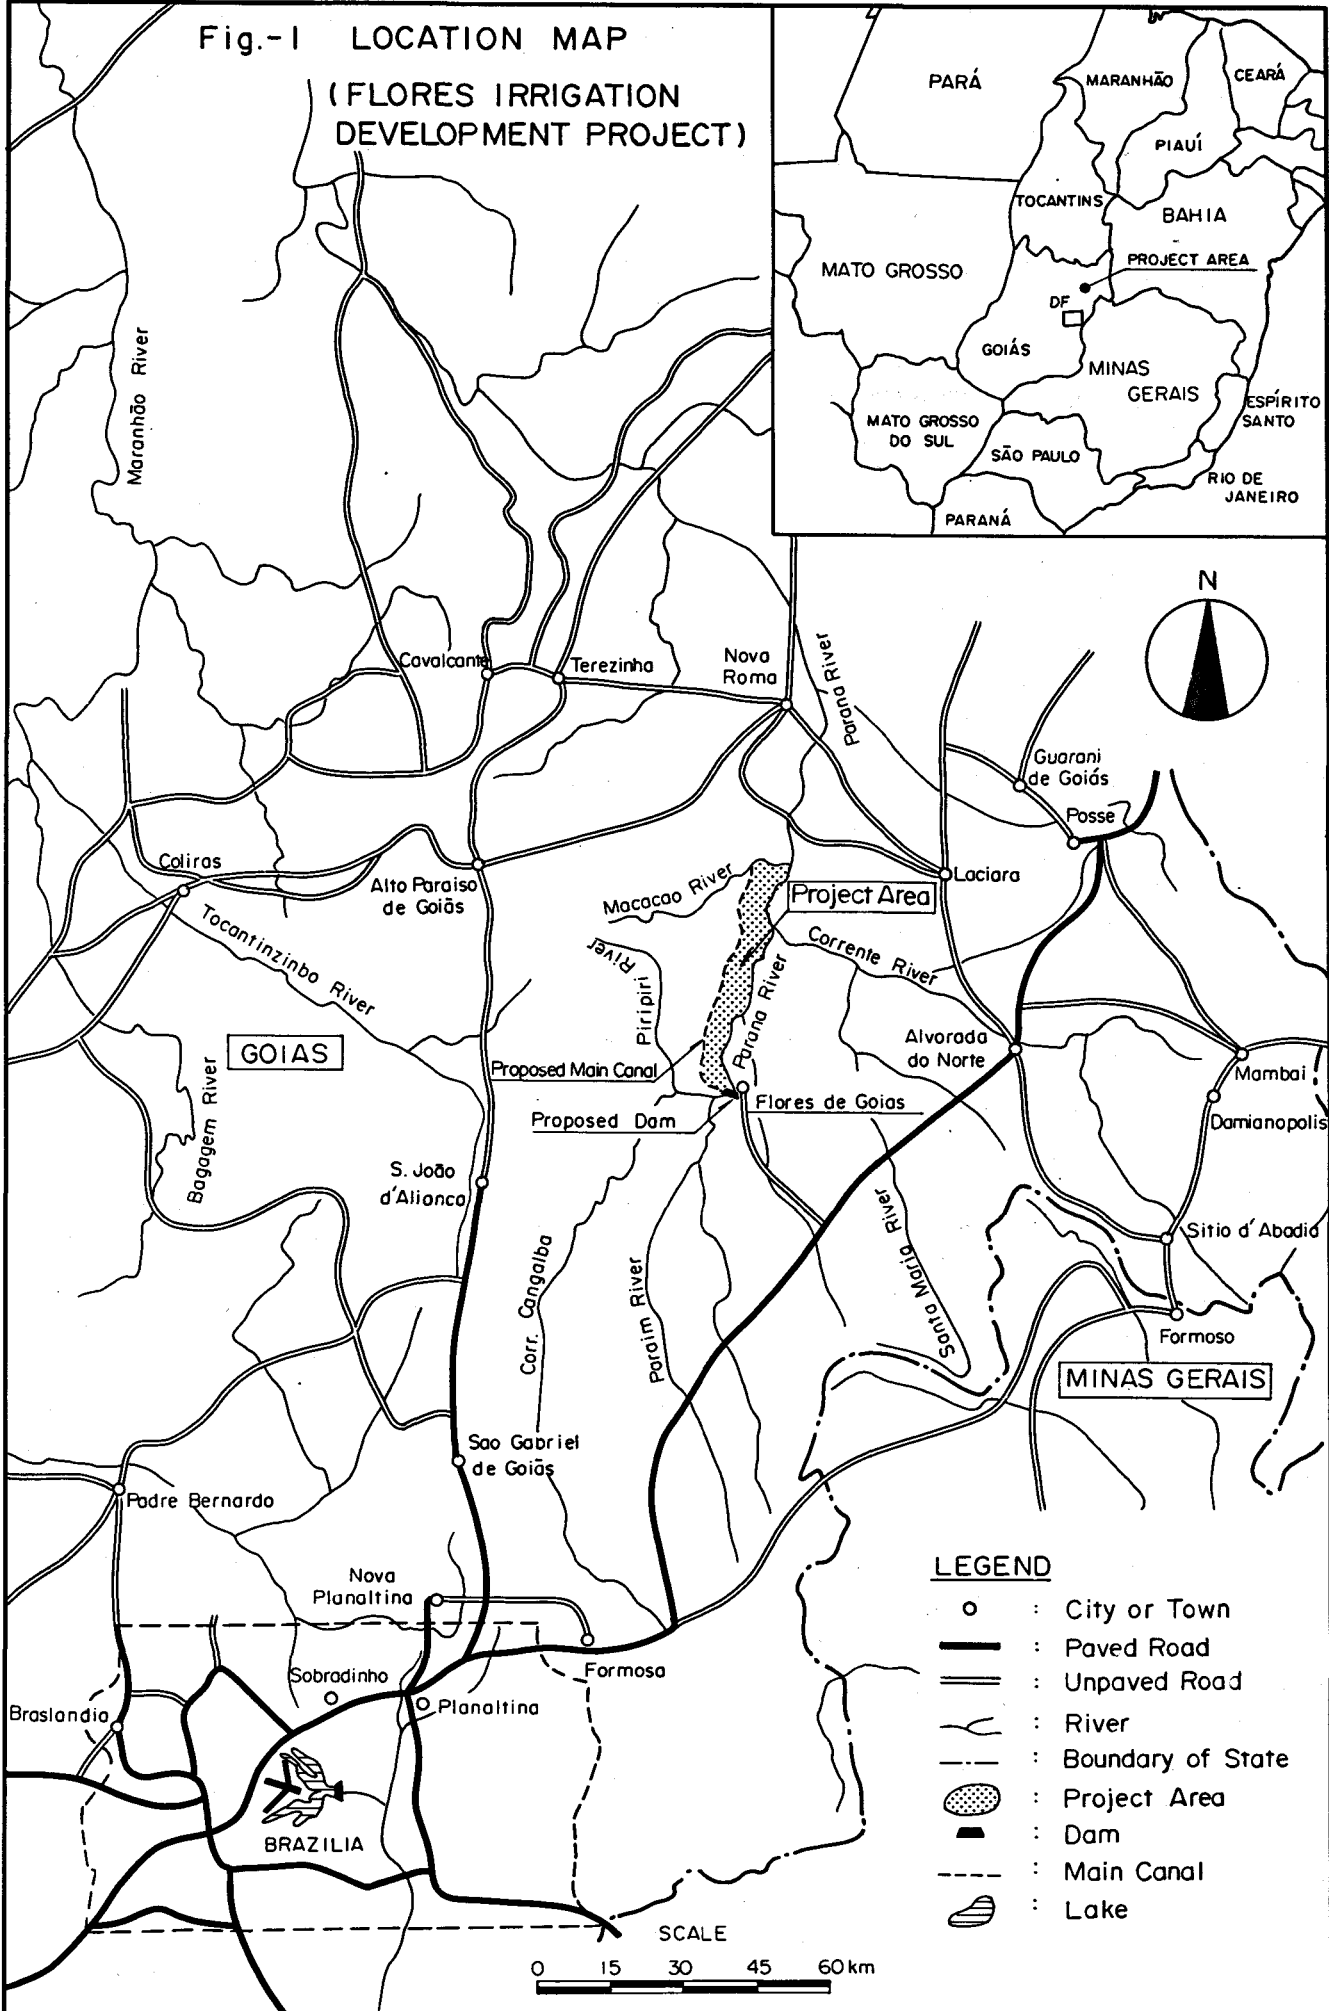 Fig.-1 LOCATION MAP
(FLORES IRRIGATION
DEVELOPMENT PROJECT)
PARÁ
MARANHÃO
CEARÁ
PIAUÍ
TOCANTINS
BAHIA
MATO GROSSO
PROJECT AREA
DF
GOIÁS
MINAS
GERAIS
ESPÍRITO
SANTO
MATO GROSSO
DO SUL
SÃO PAULO
RIO DE
JANEIRO
PARANÁ
Maranhão River
N
Cavalcante
Terezinha
Nova
Roma
Parana River
Guarani
de Goiás
Posse
Coliras
Alto Paraiso
de Goiás
Macacao River
Project Area
Laciara
Tocantinzinbo River
Piripiri River
Corrente River
Parana River
GOIAS
Bagagem River
Proposed Main Canal
Alvorada
do Norte
Mambai
Proposed Dam
Flores de Goias
Damianopolis
S. João
d'Alianca
Sitio d'Abadia
Corr. Cangalba
Paraim River
Santa Maria River
Formoso
MINAS GERAIS
Sao Gabriel
de Goiás
Padre Bernardo
Nova
Planaltina
Sobradinho
Formosa
Braslandia
Planaltina
BRAZILIA
LEGEND
: City or Town
: Paved Road
: Unpaved Road
: River
: Boundary of State
: Project Area
: Dam
: Main Canal
: Lake
SCALE
0 15 30 45 60 km